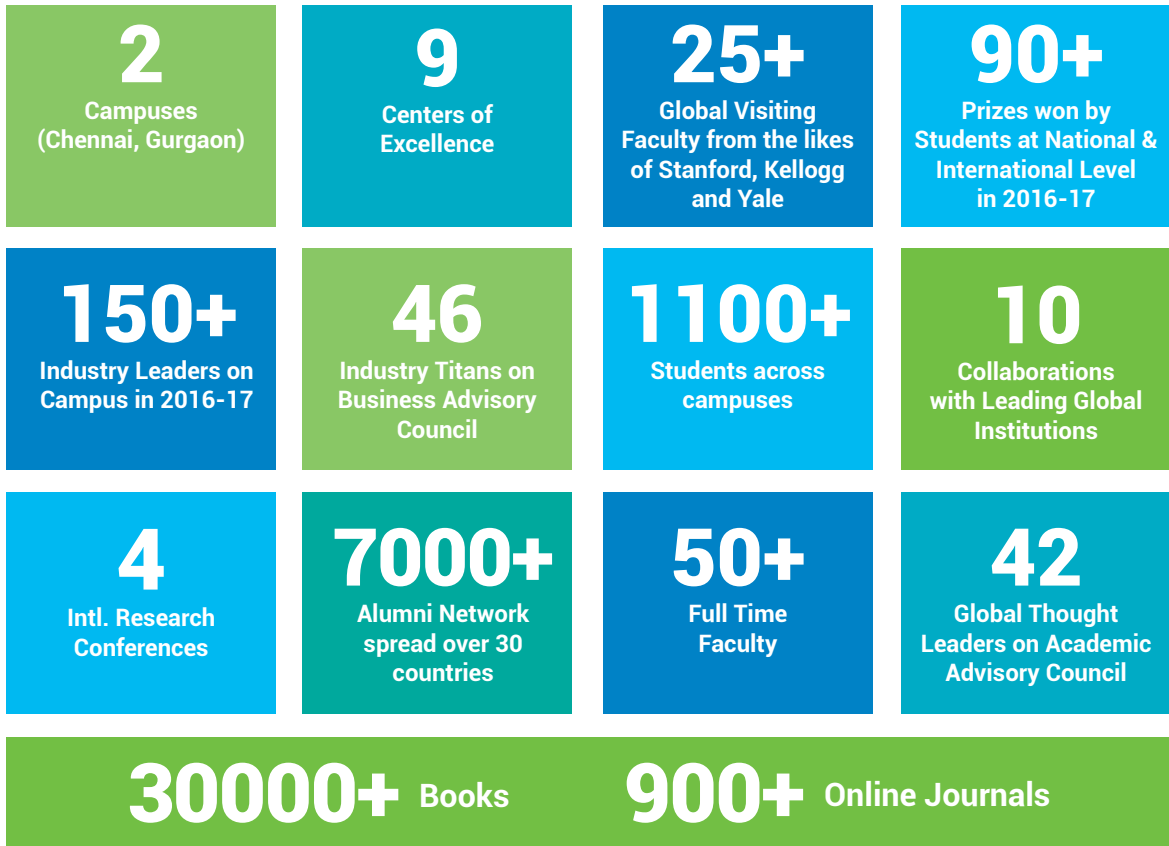 2
Campuses
(Chennai, Gurgaon)
9
Centers of
Excellence
25+
Global Visiting
Faculty from the likes
of Stanford, Kellogg
and Yale
90+
Prizes won by
Students at National &
International Level
in 2016-17
150+
Industry Leaders on
Campus in 2016-17
46
Industry Titans on
Business Advisory
Council
1100+
Students across
campuses
10
Collaborations
with Leading Global
Institutions
4
Intl. Research
Conferences
7000+
Alumni Network
spread over 30
countries
50+
Full Time
Faculty
42
Global Thought
Leaders on Academic
Advisory Council
30000+ Books
900+ Online Journals